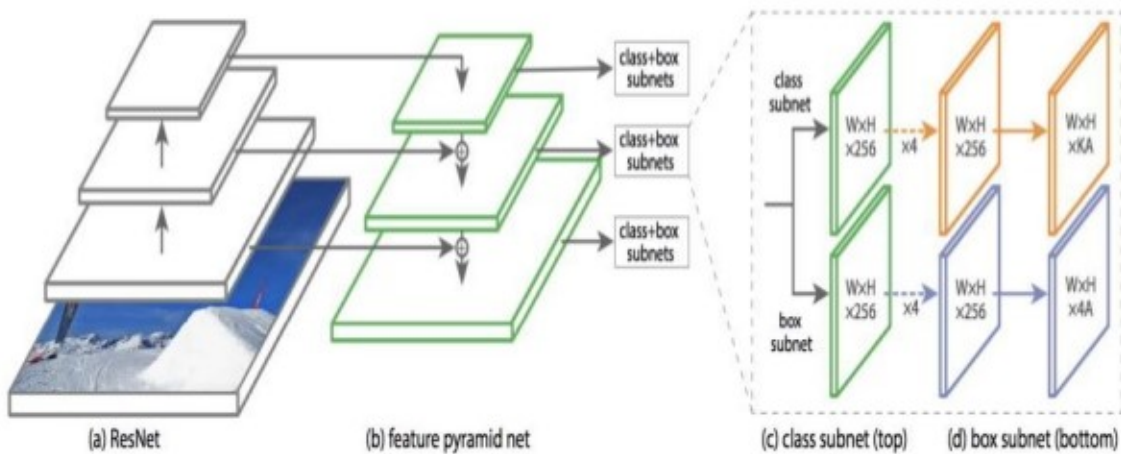 class+box
subnets
class+box
subnets
class+box
subnets
class
subnet
W×H
×256
×4
W×H
×256
W×H
×KA
box
subnet
W×H
×256
×4
W×H
×256
W×H
×4A
(a) ResNet
(b) feature pyramid net
(c) class subnet (top)
(d) box subnet (bottom)